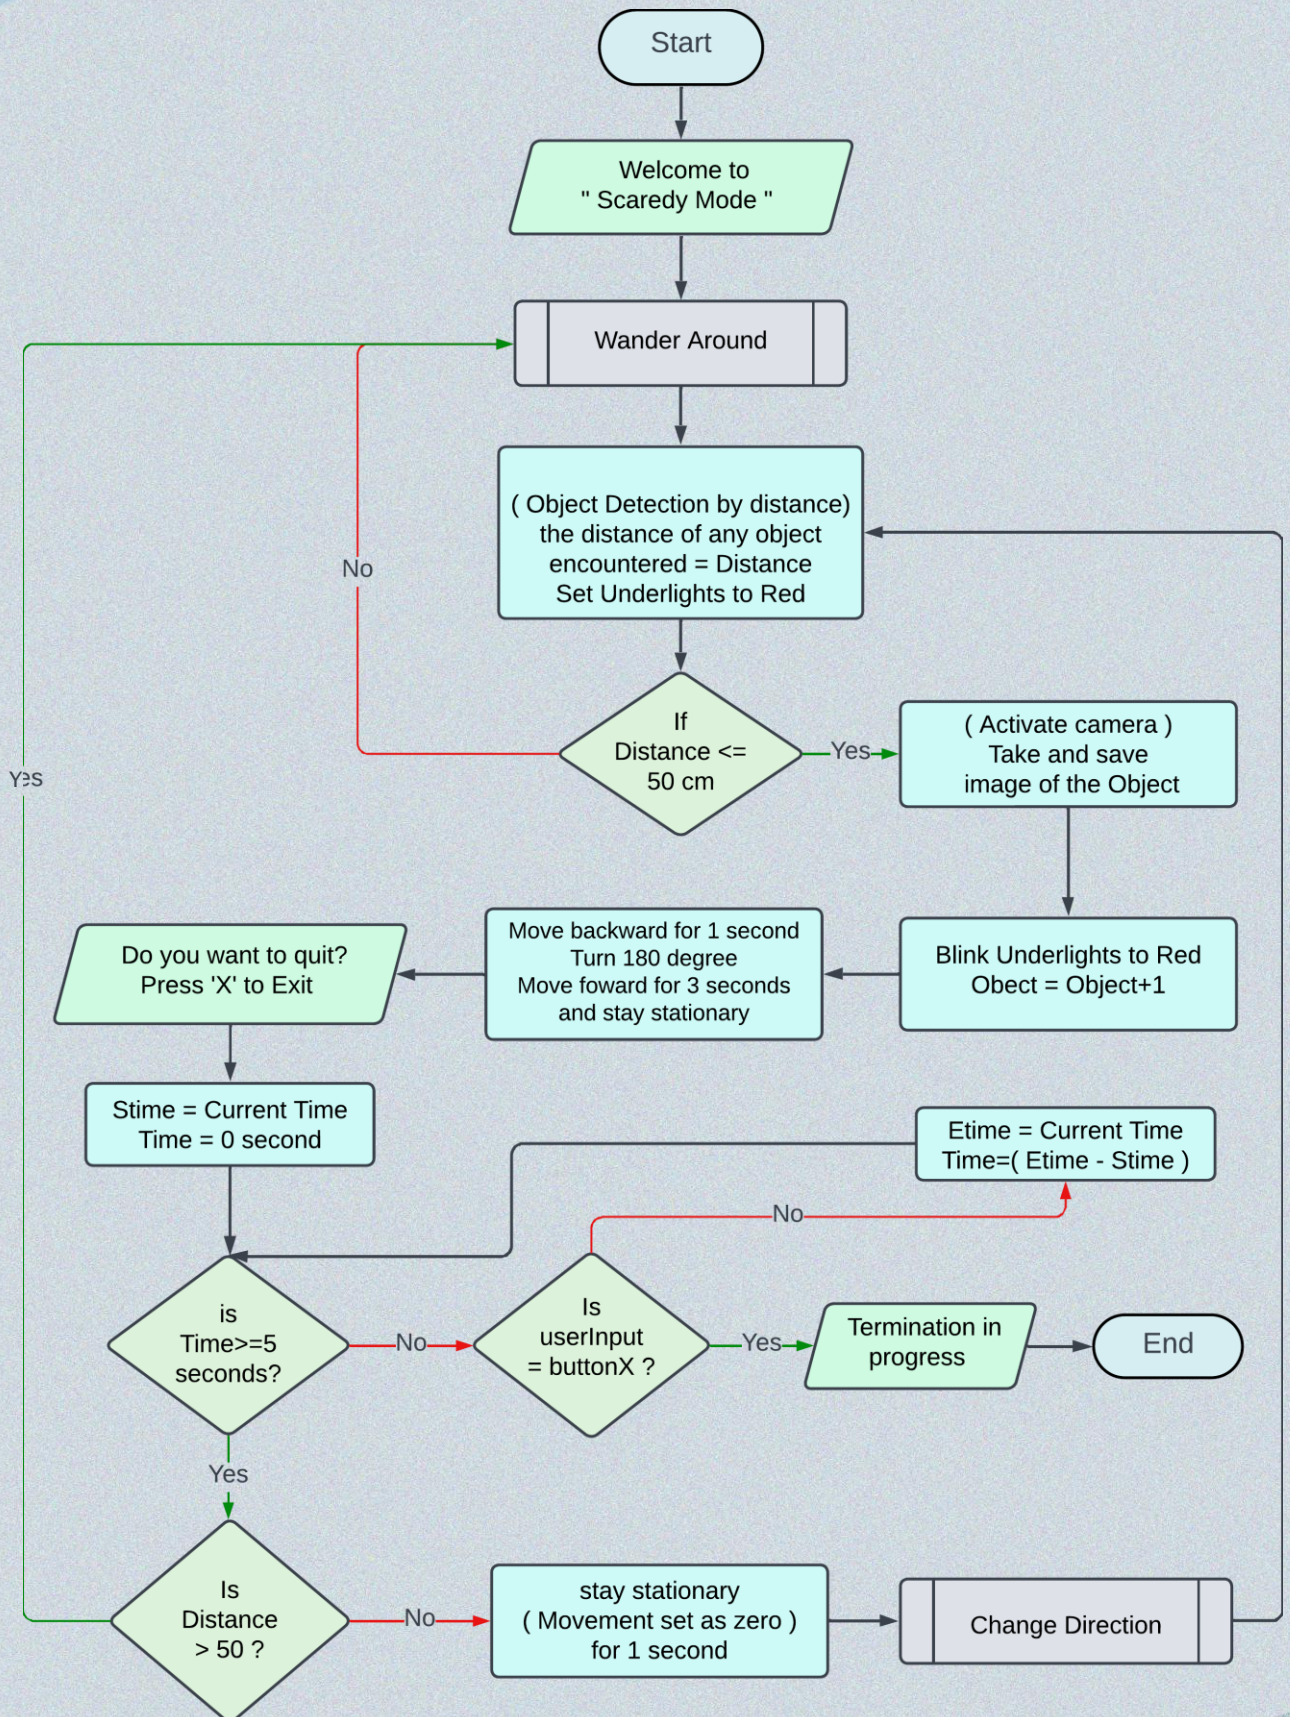 Start
Welcome to
" Scaredy Mode "
Wander Around
( Object Detection by distance)
the distance of any object
encountered = Distance
Set Underlights to Red
No
If
Distance <=
50 cm
Yes
( Activate camera )
Take and save
image of the Object
Yes
Blink Underlights to Red
Obect = Object+1
Move backward for 1 second
Turn 180 degree
Move foward for 3 seconds
and stay stationary
Do you want to quit?
Press 'X' to Exit
Stime = Current Time
Time = 0 second
Etime = Current Time
Time=( Etime - Stime )
No
is
Time>=5
seconds?
No
Is
userInput
= buttonX ?
Yes
Termination in
progress
End
Yes
Is
Distance
> 50 ?
No
stay stationary
( Movement set as zero )
for 1 second
Change Direction